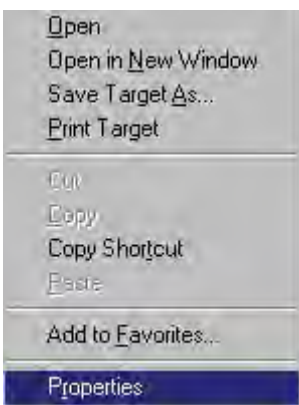 Open
Open in New Window
Save Target As...
Print Target
Cut
Copy
Copy Shortcut
Paste
Add to Favorites...
Properties